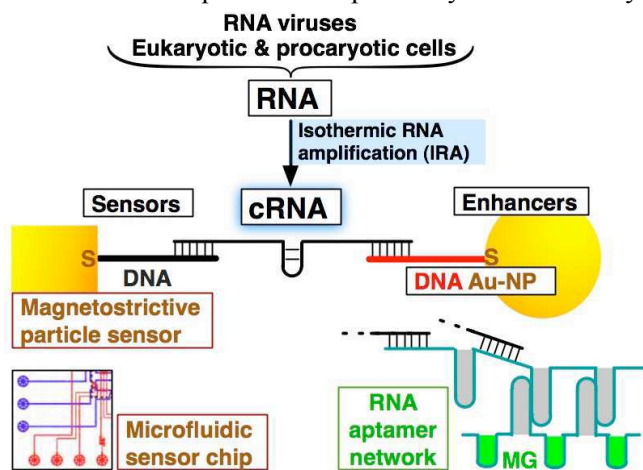 RNA viruses
Eukaryotic & procaryotic cells
RNA
Isothermic RNA
amplification (IRA)
Sensors
cRNA
Enhancers
S
S
DNA
DNA Au-NP
Magnetostrictive
particle sensor
Microfluidic
sensor chip
RNA
aptamer
network
MG